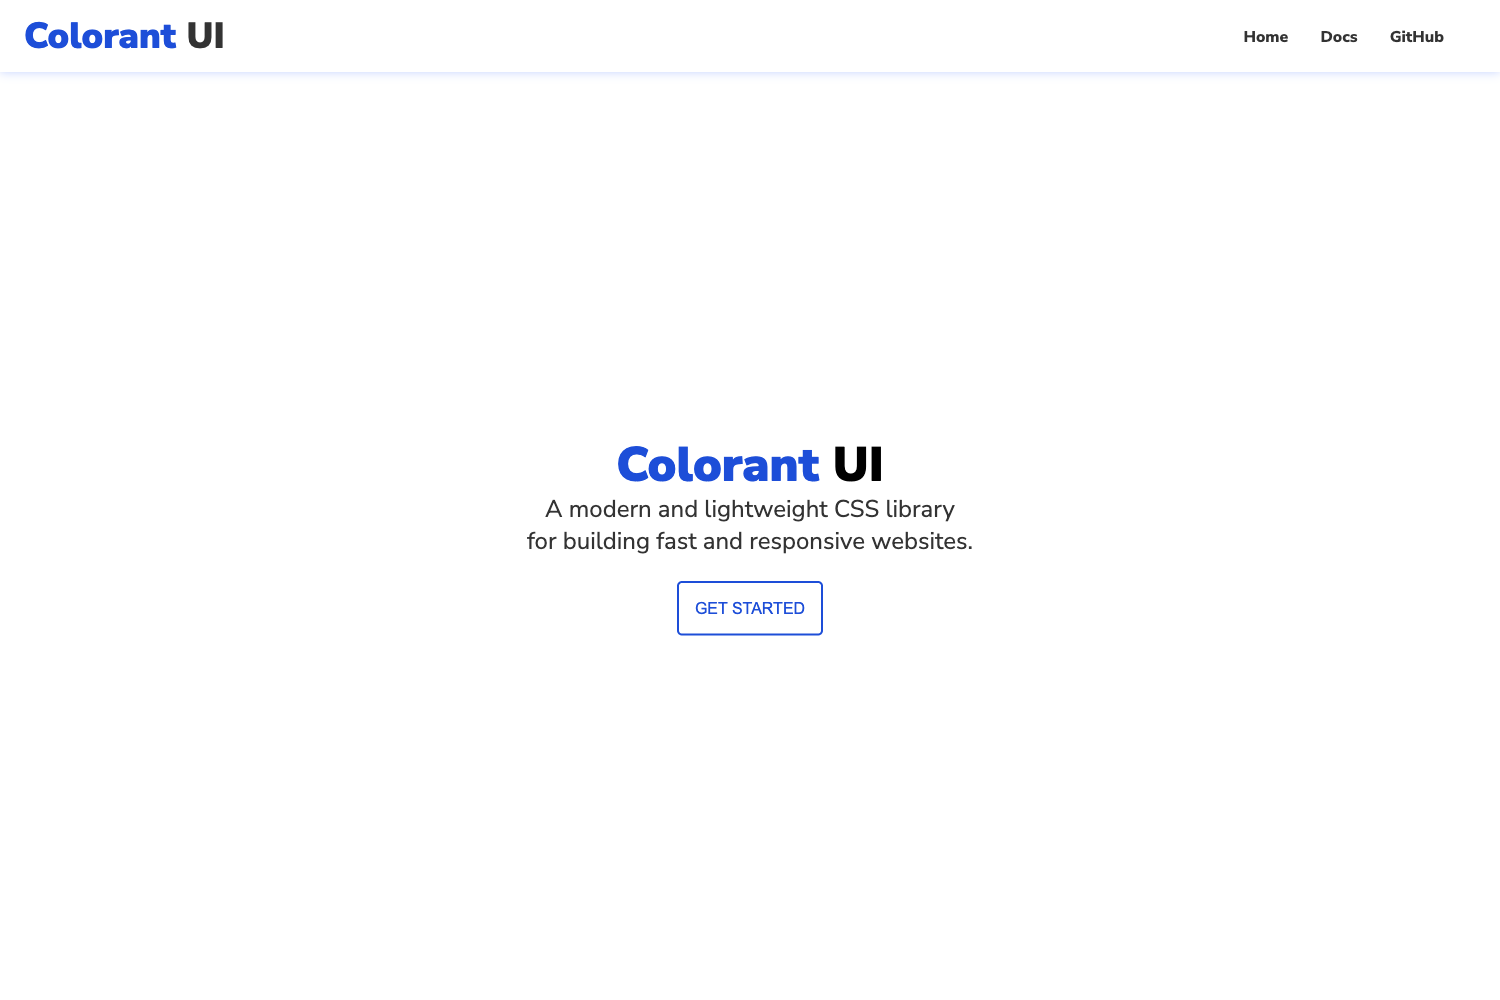 Colorant UI
Home Docs GitHub
Colorant UI
A modern and lightweight CSS library
for building fast and responsive websites.
GET STARTED